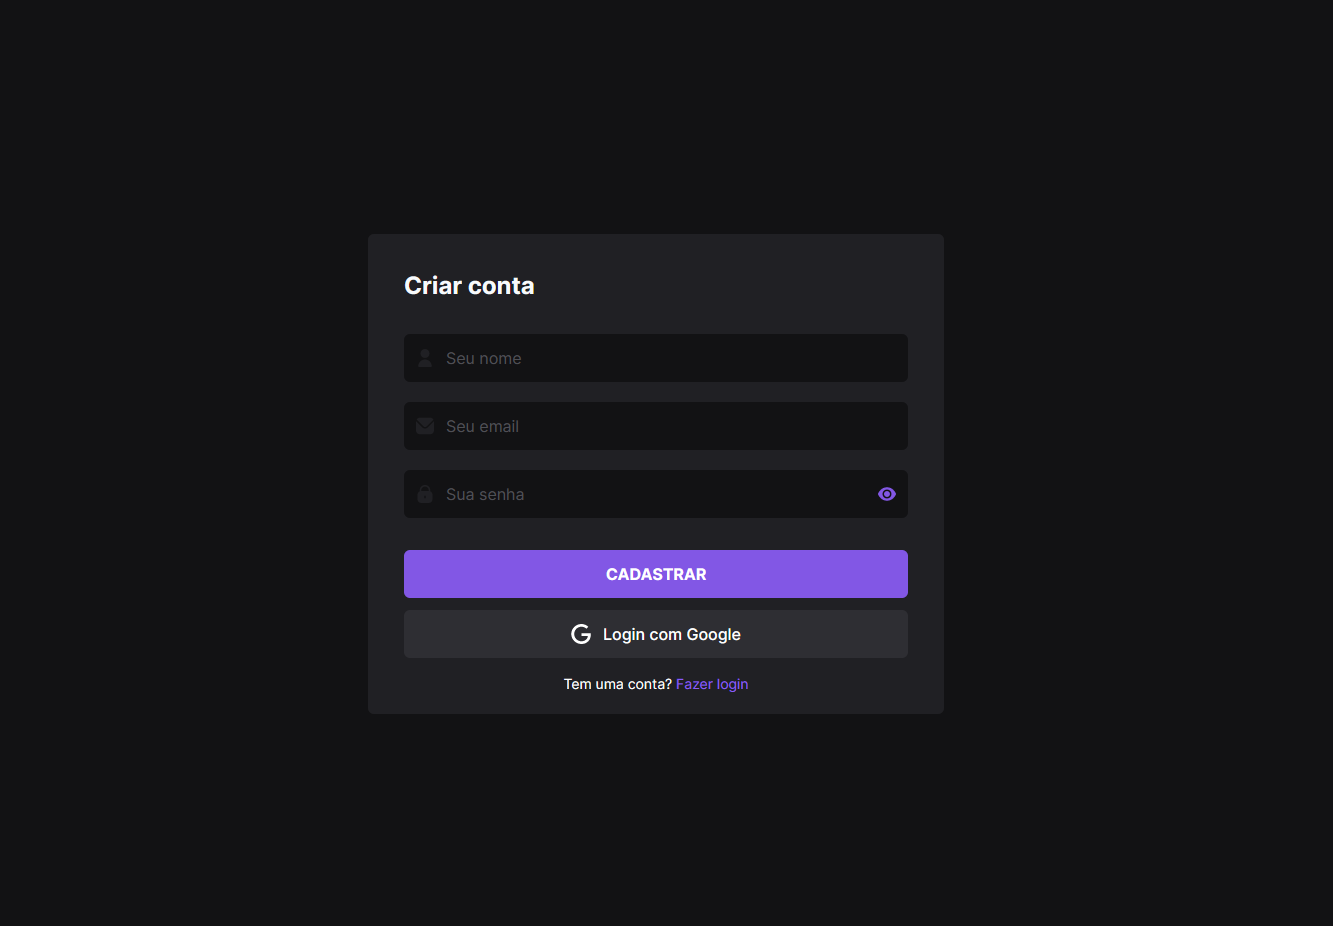 Criar conta
Seu nome
Seu email
Sua senha
CADASTRAR
Login com Google
Tem uma conta? Fazer login